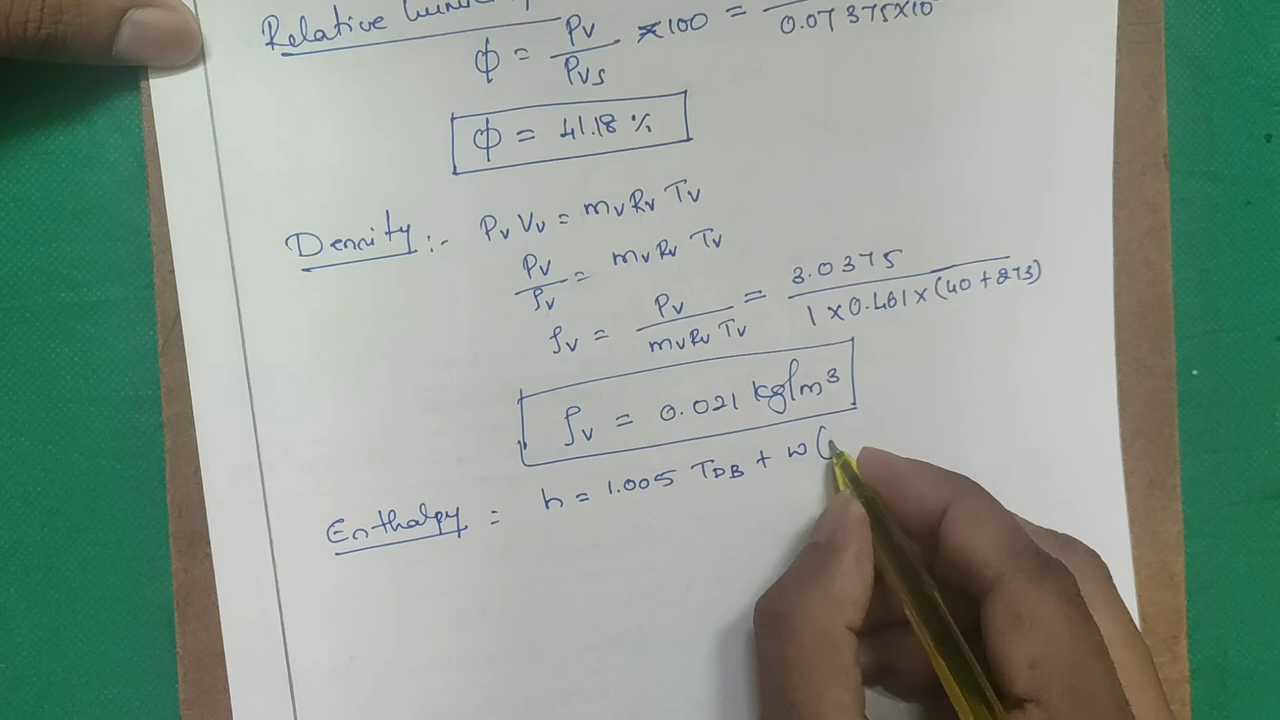 Relative
ϕ = Pv / Pvs × 100 = / 0.07375×10
ϕ = 41.18 %
Density :- Pv Vv = mv Rv Tv
Pv / ρv = mv Rv Tv
ρv = Pv / mv Rv Tv = 3.0375 / 1 × 0.461 × (40 + 273)
ρv = 0.021 kg/m³
Enthalpy = h = 1.005 TDB + w (